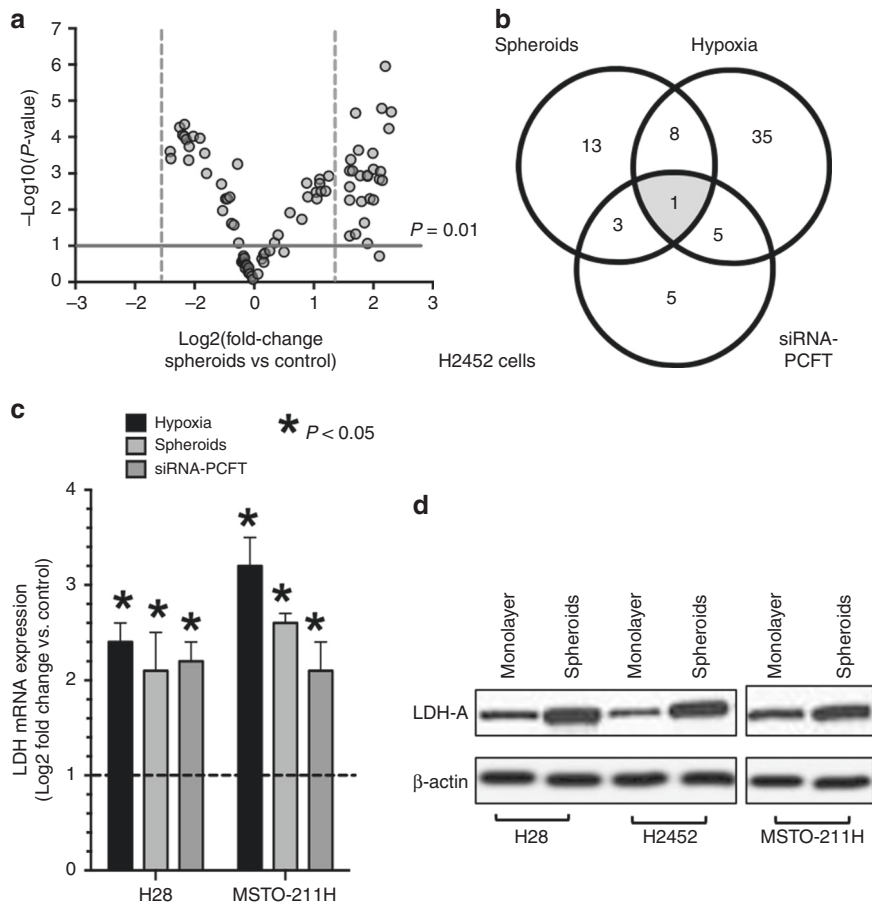 a
7
6
5
4
3
2
1
0
–Log10(P-value)
P = 0.01
–3
–2
–2
0
1
2
3
Log2(fold-change
spheroids vs control)
H2452 cells
b
Spheroids
Hypoxia
13
8
35
1
3
5
5
siRNA-
PCFT
c
Hypoxia
Spheroids
siRNA-PCFT
* P < 0.05
4
3
2
1
0
LDH mRNA expression
(Log2 fold change vs. control)
* * * * * *
H28
MSTO-211H
d
Monolayer
Spheroids
Monolayer
Spheroids
Monolayer
Spheroids
LDH-A
β-actin
H28
H2452
MSTO-211H